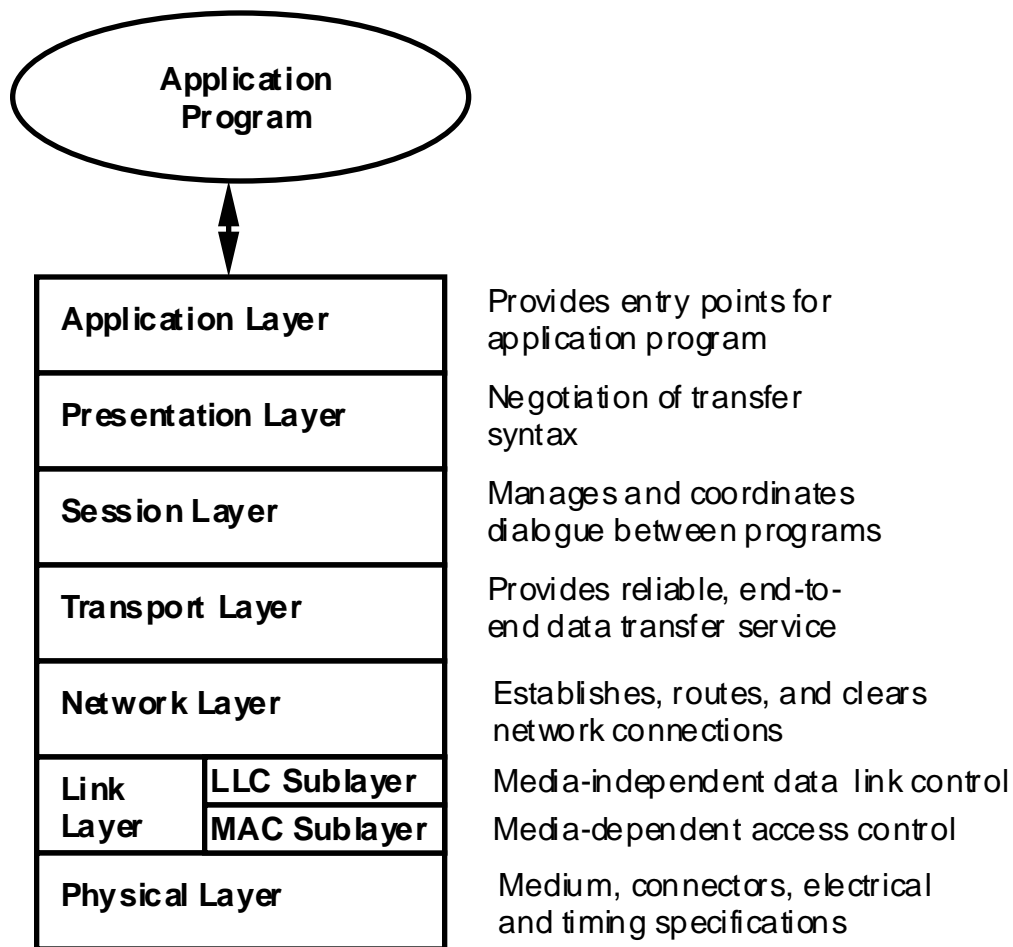 Application
Program
Application Layer
Provides entry points for
application program
Presentation Layer
Negotiation of transfer
syntax
Session Layer
Manages and coordinates
dialogue between programs
Transport Layer
Provides reliable, end-to-
end data transfer service
Network Layer
Establishes, routes, and clears
network connections
Link
Layer
LLC Sublayer
Media-independent data link control
MAC Sublayer
Media-dependent access control
Physical Layer
Medium, connectors, electrical
and timing specifications